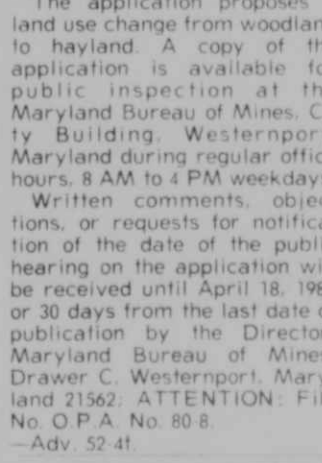 The application proposes
land use change from woodlan
to hayland. A copy of th
application is available fo
public inspection at th
Maryland Bureau of Mines, C
ty Building, Westernpor
Maryland during regular offic
hours, 8 AM to 4 PM weekday
Written comments, objec
tions, or requests for notifica
tion of the date of the publi
hearing on the application wi
be received until April 18, 198
or 30 days from the last date o
publication by the Director
Maryland Bureau of Mines
Drawer C, Westernport, Mary
land 21562; ATTENTION: Fil
No. O.P.A. No. 80-8.
—Adv. 52-4t.